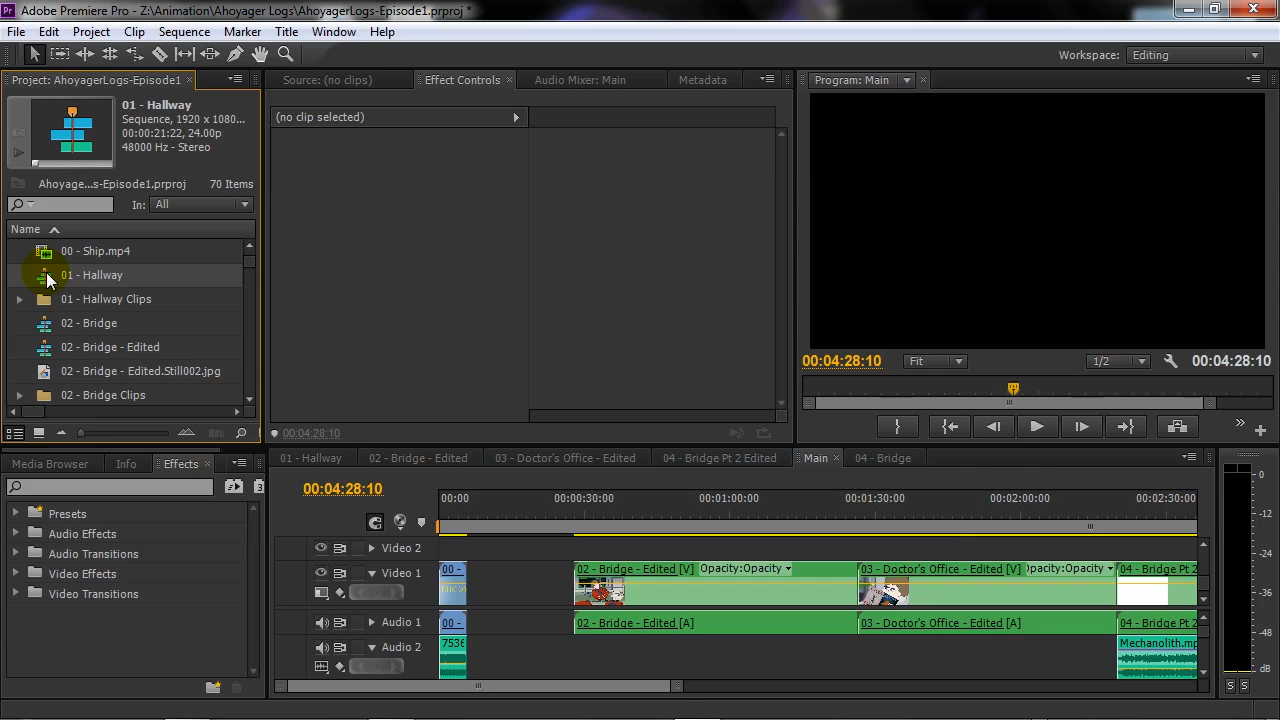 Pr Adobe Premiere Pro - Z:\Animation\Ahoyager Logs\AhoyagerLogs-Episode1.prproj *
File Edit Project Clip Sequence Marker Title Window Help
Workspace: Editing
Project: AhoyagerLogs-Episode1
Source: (no clips) Effect Controls Audio Mixer: Main Metadata
Program: Main
01 - Hallway
Sequence, 1920 x 1080...
00:00:21:22, 24.00p
48000 Hz - Stereo
(no clip selected)
Ahoyage...s-Episode1.prproj 70 Items
In: All
Name
00 - Ship.mp4
01 - Hallway
01 - Hallway Clips
02 - Bridge
02 - Bridge - Edited
02 - Bridge - Edited.Still002.jpg
02 - Bridge Clips
00:04:28:10 Fit 1/2 00:04:28:10
00:04:28:10
Media Browser Info Effects
Presets
Audio Effects
Audio Transitions
Video Effects
Video Transitions
01 - Hallway 02 - Bridge - Edited 03 - Doctor's Office - Edited 04 - Bridge Pt 2 Edited Main 04 - Bridge
00:04:28:10
00:00 00:00:30:00 00:01:00:00 00:01:30:00 00:02:00:00 00:02:30:00
Video 2
Video 1
00 - 02 - Bridge - Edited [V] Opacity:Opacity 03 - Doctor's Office - Edited [V] )pacity:Opacity 04 - Bridge Pt 2
Audio 1 00 - 02 - Bridge - Edited [A] 03 - Doctor's Office - Edited [A] 04 - Bridge Pt 2
Audio 2 7536 Mechanolith.mp
0
-12
-24
-36
-48
dB
S S